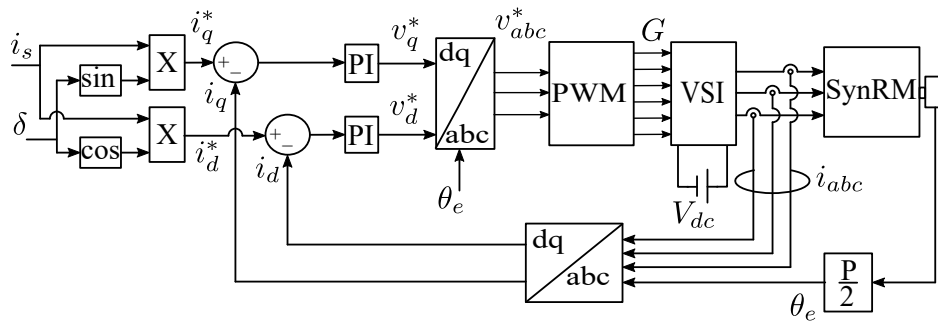 i_q^*
v_q^*
v_{abc}^*
G
i_s
X
+
−
PI
dq
sin
i_q
PWM
VSI
SynRM
v_d^*
δ
X
+
−
PI
abc
cos
i_d^*
i_d
i_{abc}
θ_e
V_{dc}
dq
abc
P
2
θ_e